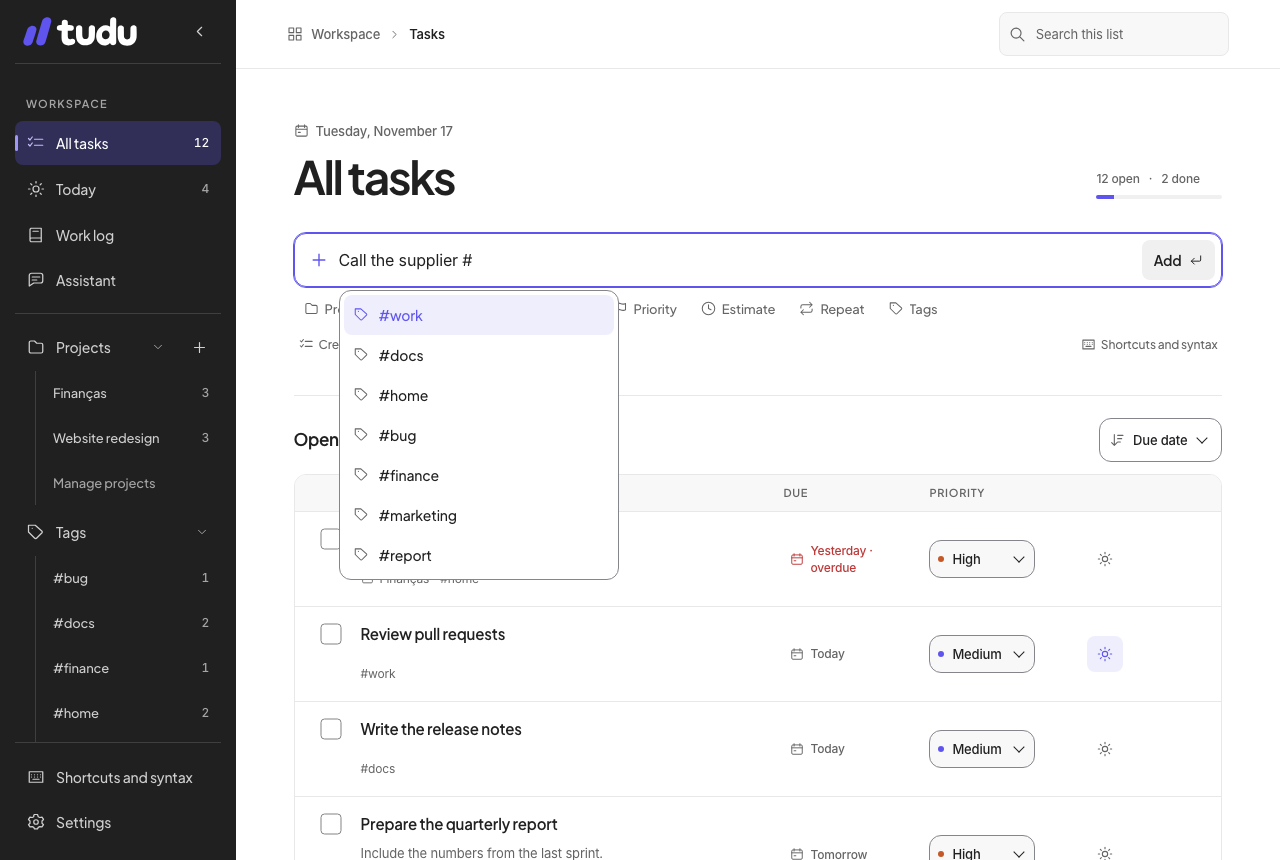 tudu
WORKSPACE
All tasks 12
Today 4
Work log
Assistant
Projects
Finanças 3
Website redesign 3
Manage projects
Tags
#bug 1
#docs 2
#finance 1
#home 2
Shortcuts and syntax
Settings
Workspace > Tasks
Search this list
Tuesday, November 17
All tasks
12 open · 2 done
Call the supplier #
Add
Priority Estimate Repeat Tags
Shortcuts and syntax
#work
#docs
#home
#bug
#finance
#marketing
#report
Open
Due date
DUE PRIORITY
Yesterday ·
overdue
High
Finanças #home
Review pull requests
Today
Medium
#work
Write the release notes
Today
Medium
#docs
Prepare the quarterly report
Include the numbers from the last sprint.
Tomorrow
High